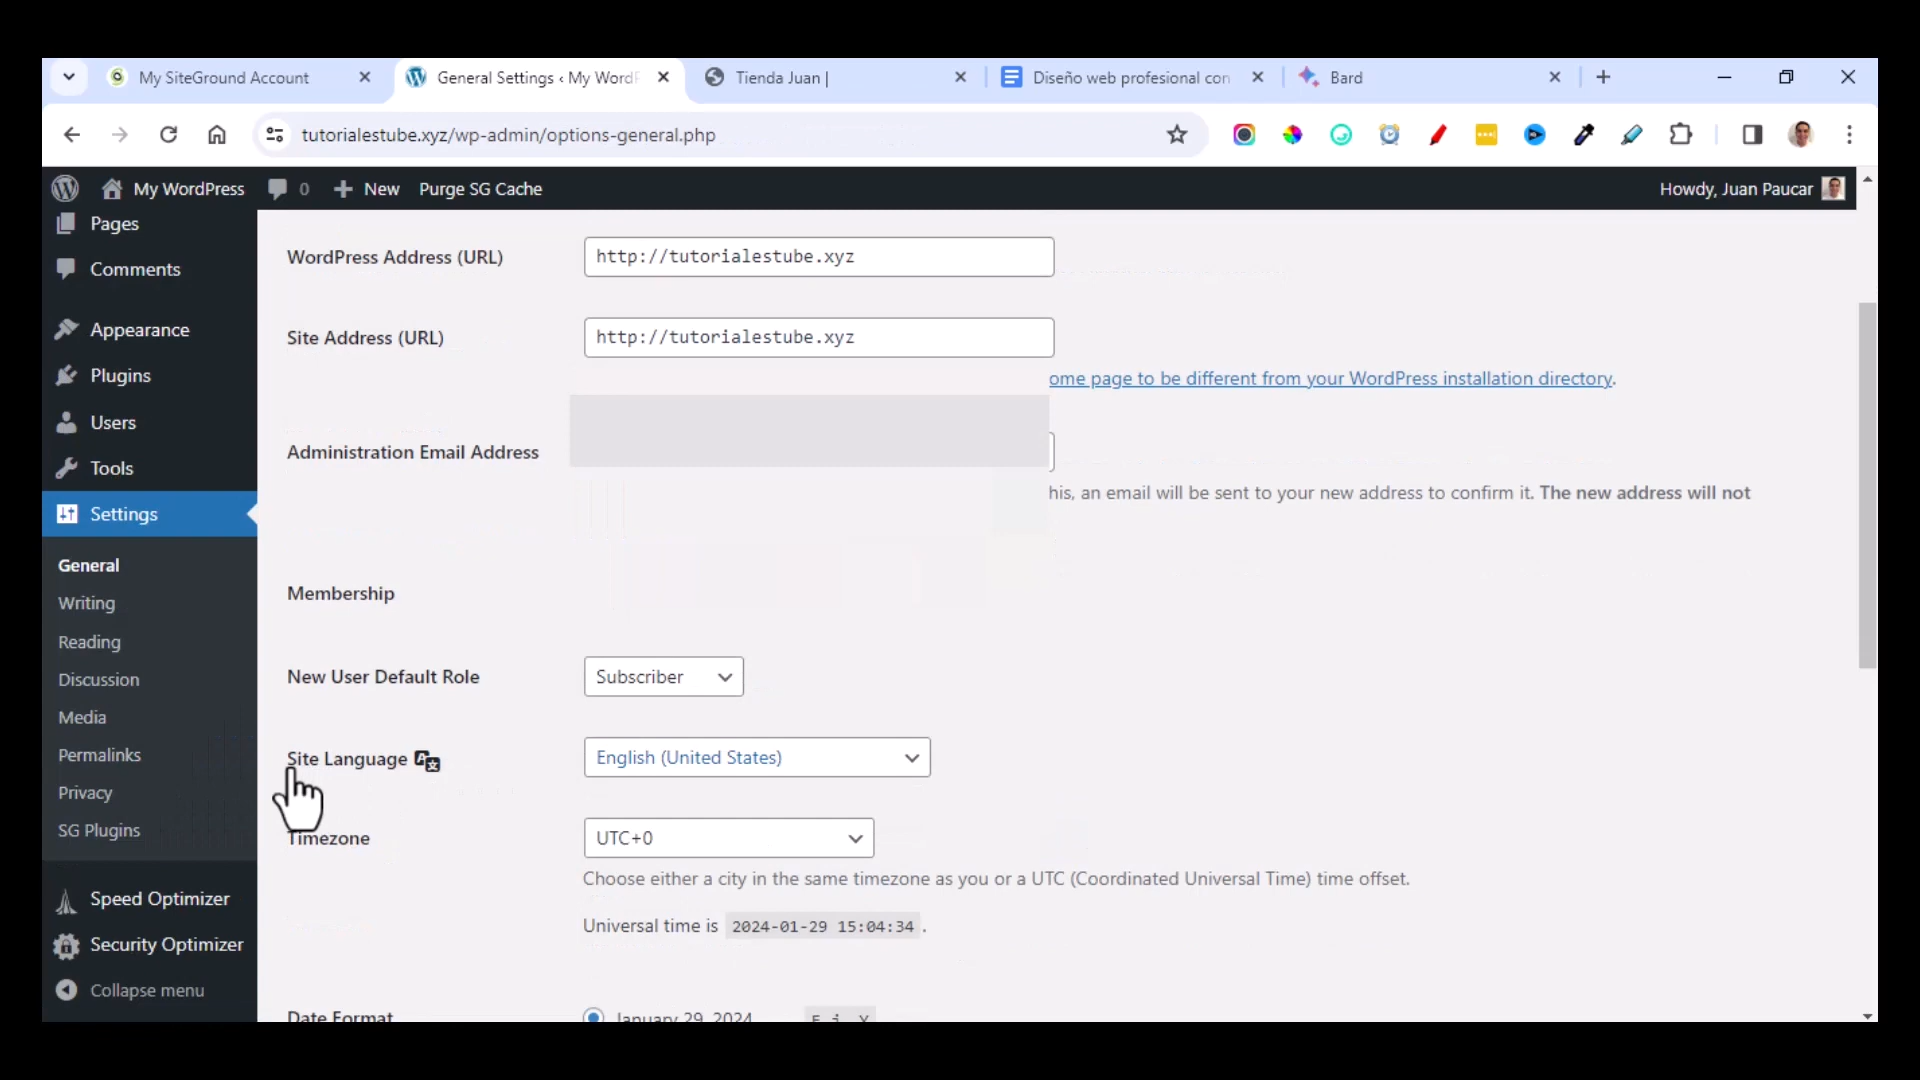 My SiteGround Account
General Settings ‹ My WordP
Tienda Juan |
Diseño web profesional con
Bard
tutorialestube.xyz/wp-admin/options-general.php
My WordPress
0
New
Purge SG Cache
Howdy, Juan Paucar
Pages
Comments
Appearance
Plugins
Users
Tools
Settings
General
Writing
Reading
Discussion
Media
Permalinks
Privacy
SG Plugins
Speed Optimizer
Security Optimizer
Collapse menu
WordPress Address (URL)
http://tutorialestube.xyz
Site Address (URL)
http://tutorialestube.xyz
ome page to be different from your WordPress installation directory.
Administration Email Address
his, an email will be sent to your new address to confirm it. The new address will not
Membership
New User Default Role
Subscriber
Site Language
English (United States)
Timezone
UTC+0
Choose either a city in the same timezone as you or a UTC (Coordinated Universal Time) time offset.
Universal time is 2024-01-29 15:04:34 .
Date Format
January 29, 2024
F j, Y